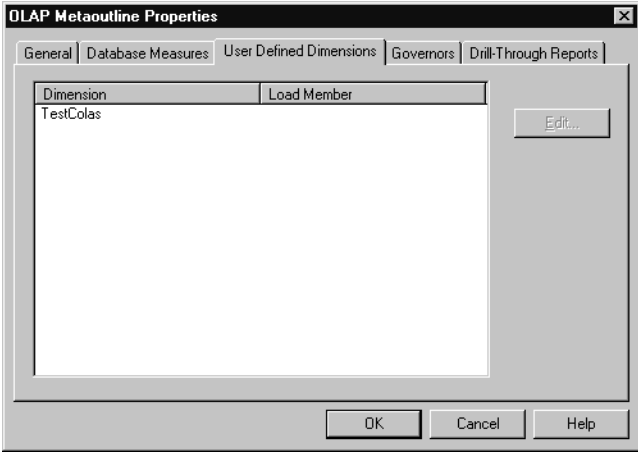 OLAP Metaoutline Properties
General Database Measures User Defined Dimensions Governors Drill-Through Reports
Dimension Load Member
TestColas
Edit...
OK Cancel Help